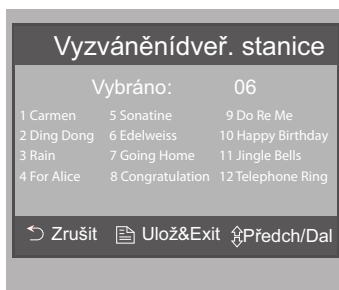 Vyzváněnídveř. stanice
Vybráno: 06
1 Carmen 5 Sonatine 9 Do Re Me
2 Ding Dong 6 Edelweiss 10 Happy Birthday
3 Rain 7 Going Home 11 Jingle Bells
4 For Alice 8 Congratulation 12 Telephone Ring
Zrušit Ulož&Exit Předch/Dal